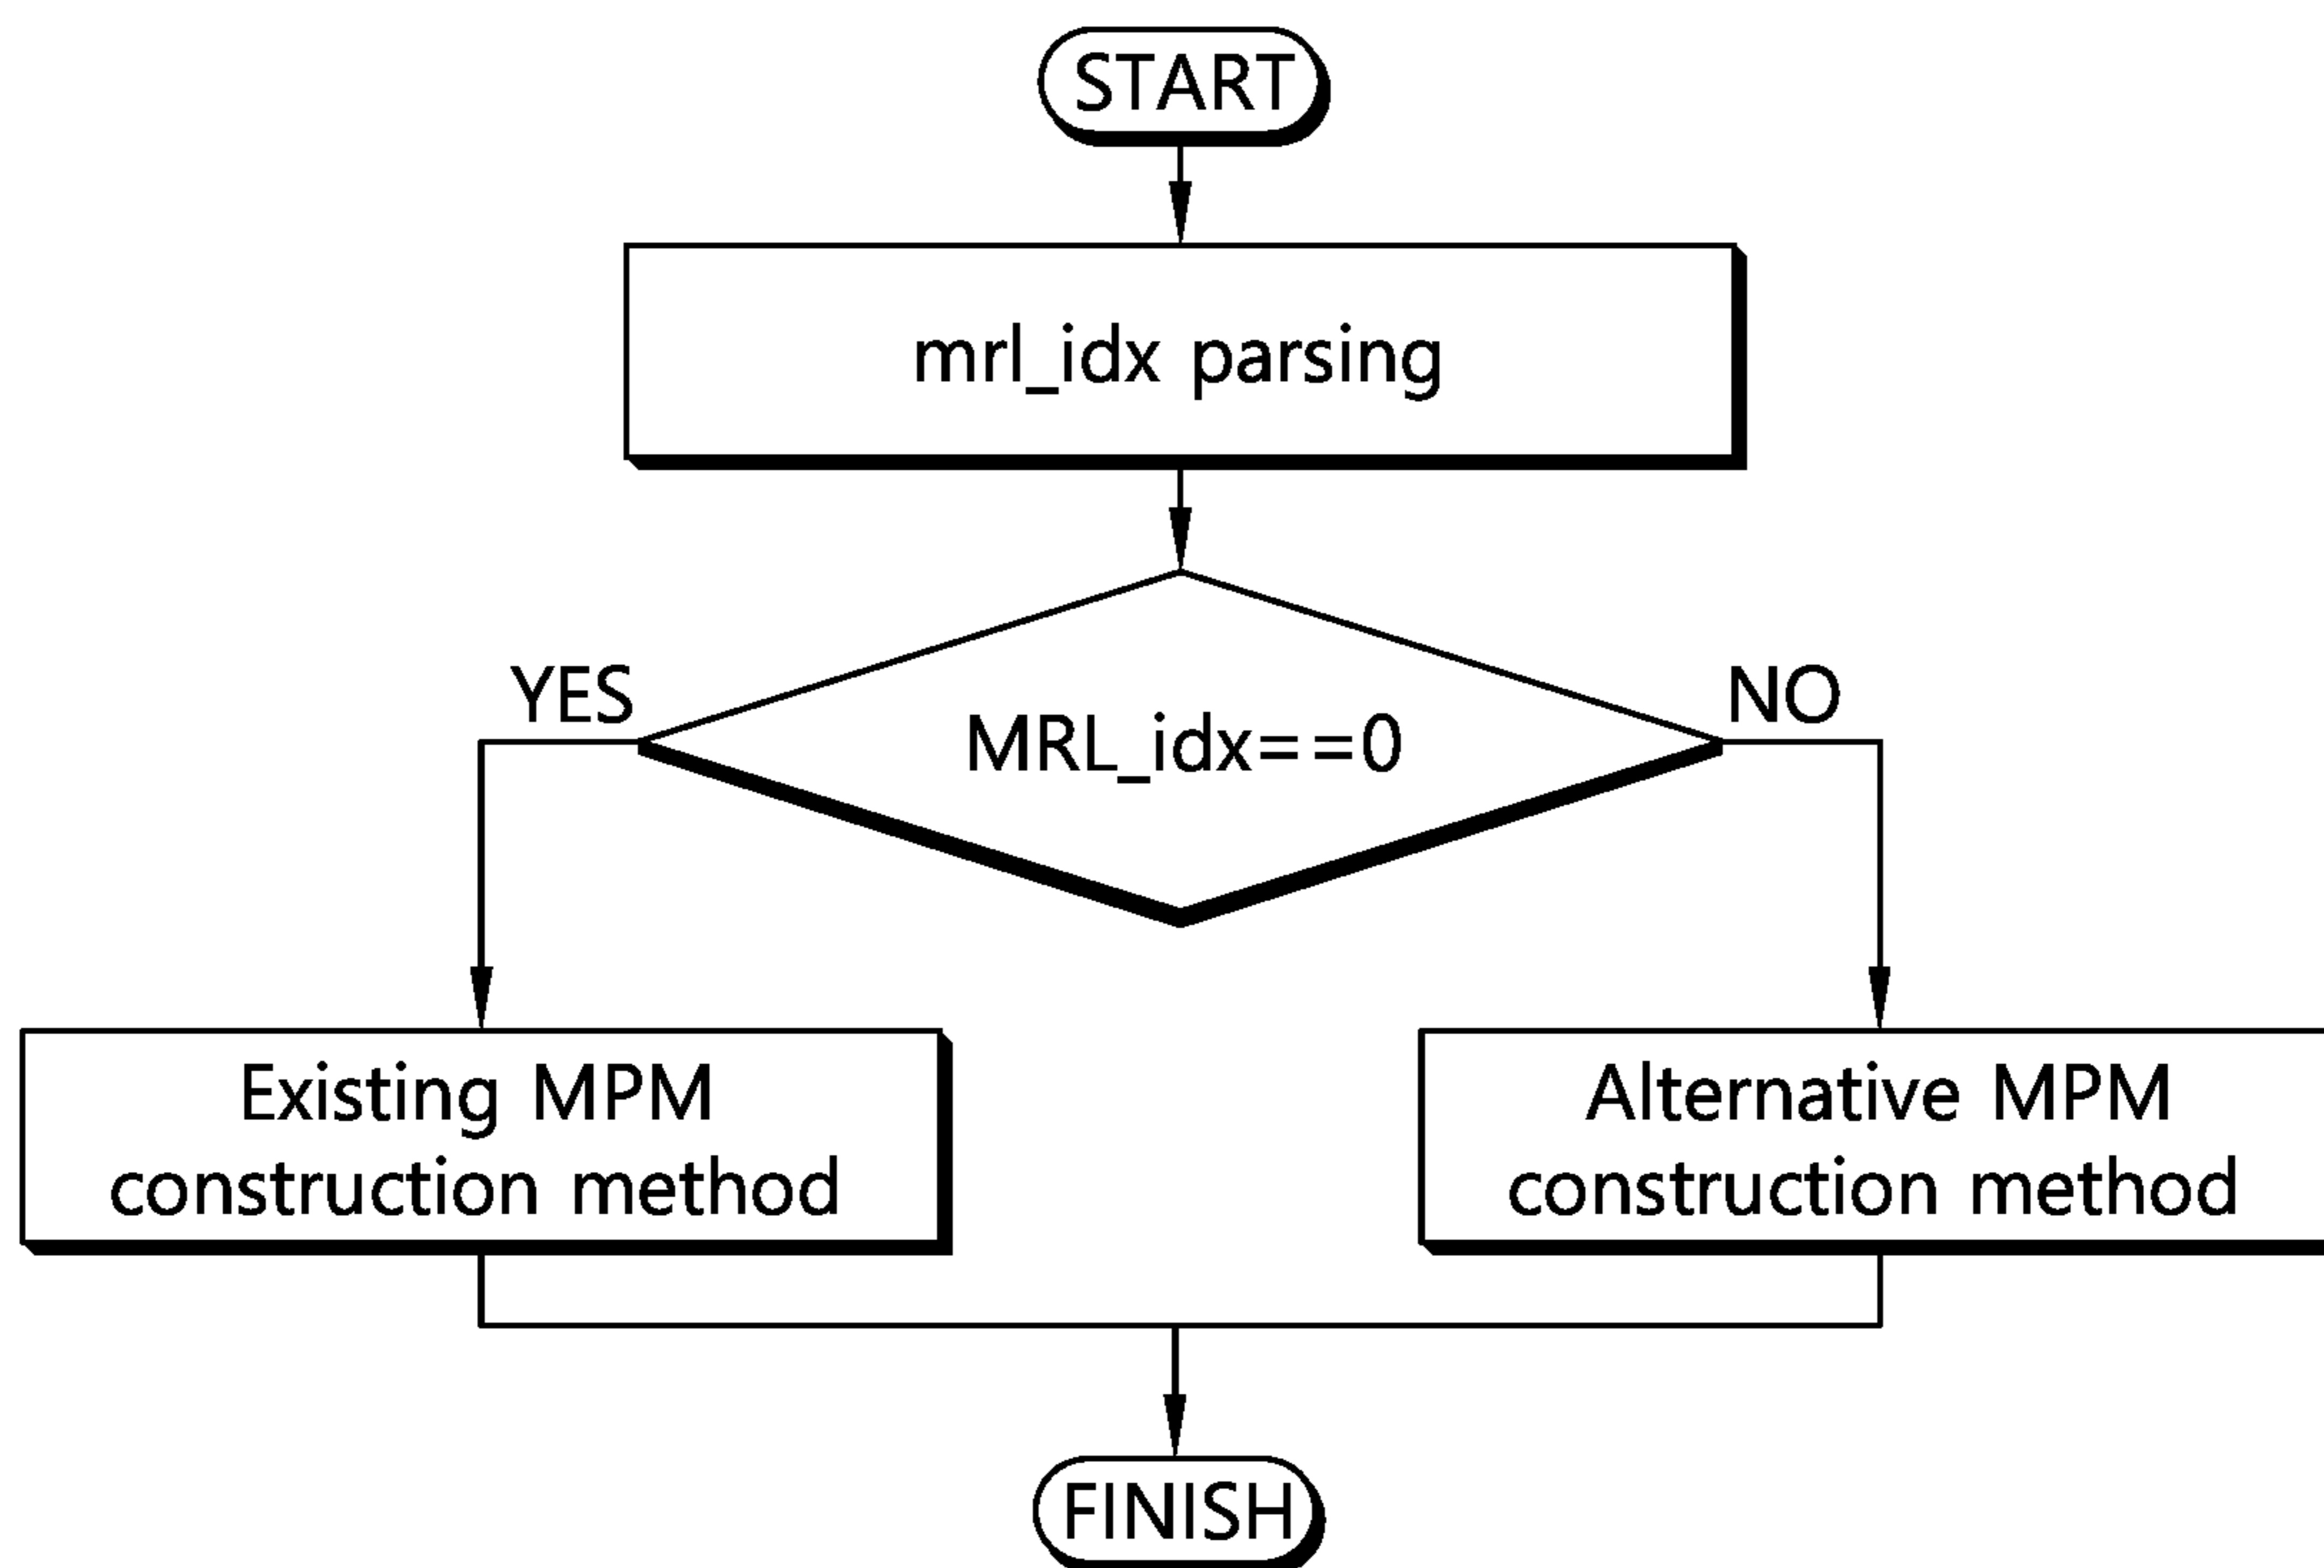 START
mrl_idx parsing
YES
NO
MRL_idx==0
Existing MPM
construction method
Alternative MPM
construction method
FINISH